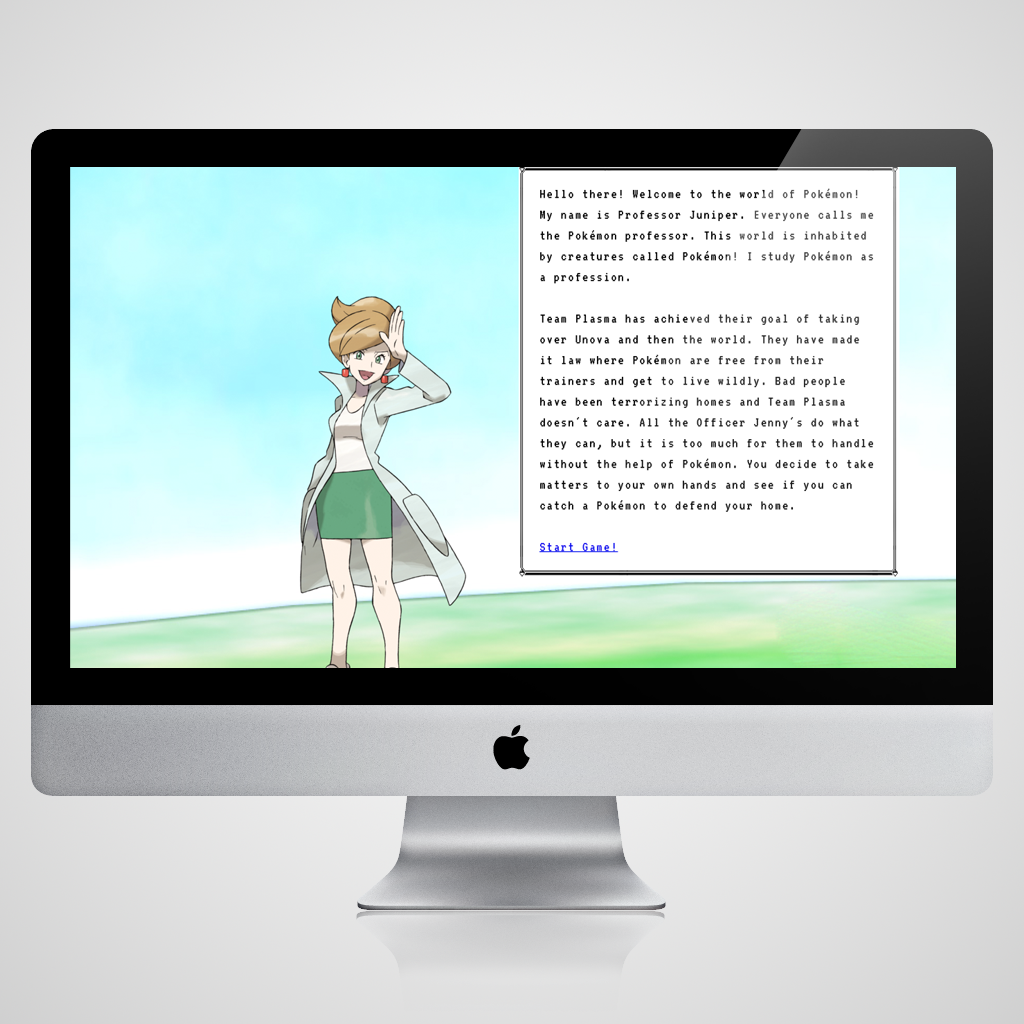 Hello there! Welcome to the world of Pokémon!
My name is Professor Juniper. Everyone calls me
the Pokémon professor. This world is inhabited
by creatures called Pokémon! I study Pokémon as
a profession.
Team Plasma has achieved their goal of taking
over Unova and then the world. They have made
it law where Pokémon are free from their
trainers and get to live wildly. Bad people
have been terrorizing homes and Team Plasma
doesn´t care. All the Officer Jenny´s do what
they can, but it is too much for them to handle
without the help of Pokémon. You decide to take
matters to your own hands and see if you can
catch a Pokémon to defend your home.
Start Game!